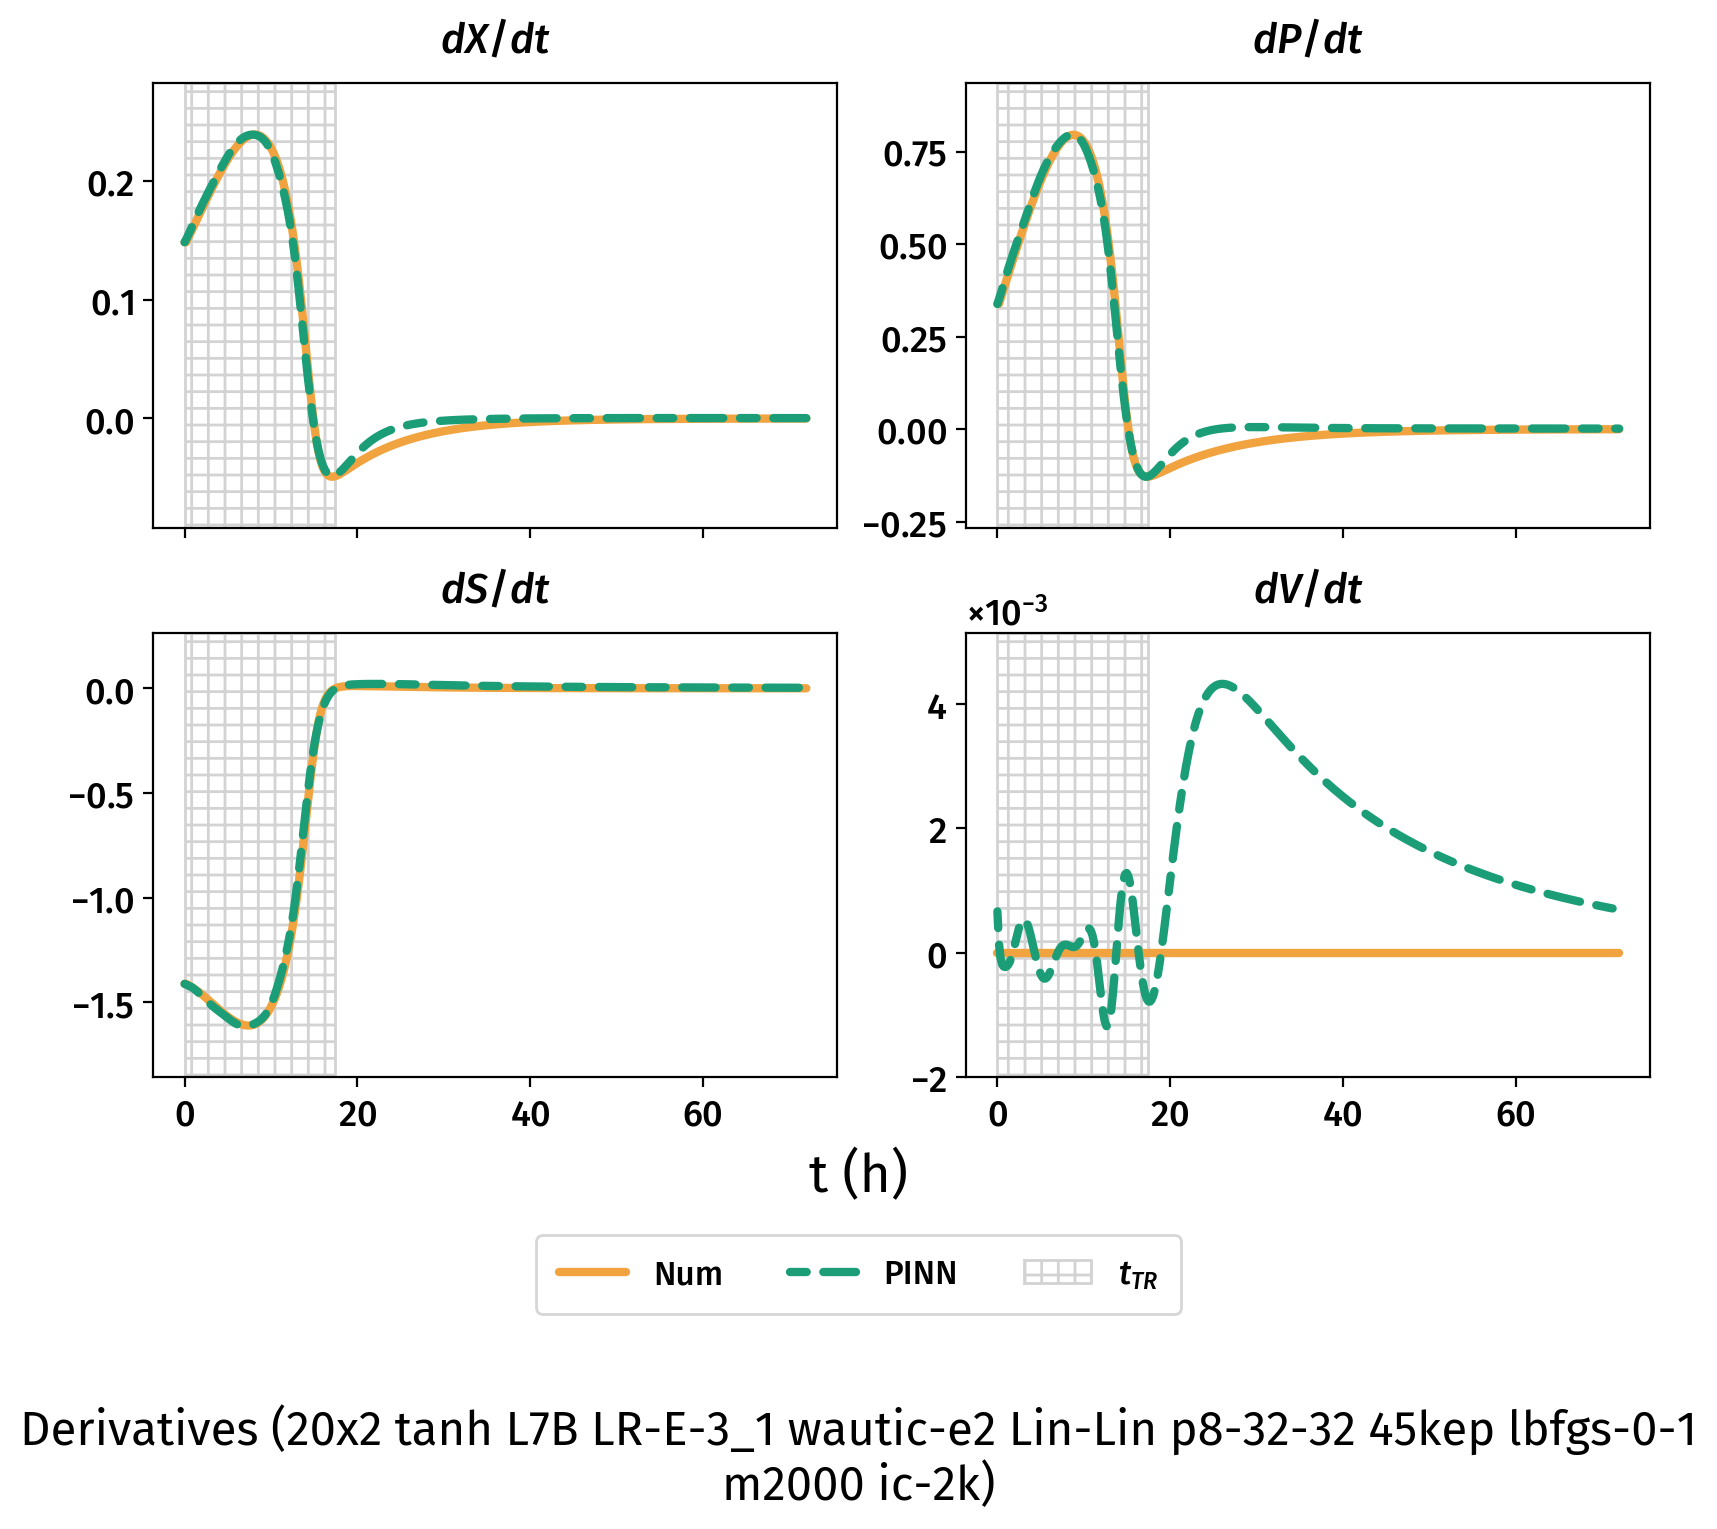 dX/dt
dP/dt
0.2
0.1
0.0
0.75
0.50
0.25
0.00
−0.25
dS/dt
dV/dt
×10⁻³
0.0
−0.5
−1.0
−1.5
4
2
0
−2
0 20 40 60
0 20 40 60
t (h)
Num PINN t_TR
Derivatives (20x2 tanh L7B LR-E-3_1 wautic-e2 Lin-Lin p8-32-32 45kep lbfgs-0-1
m2000 ic-2k)